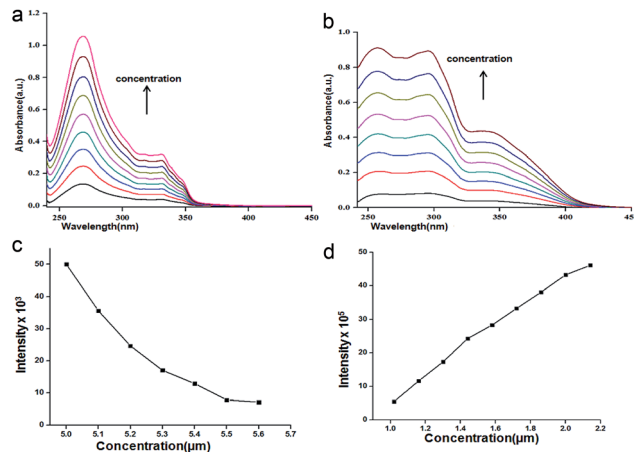 a
b
1.2
1.0
0.8
0.6
0.4
0.2
0.0
Absorbance(a.u.)
concentration
250
300
350
400
450
Wavelength(nm)
1.0
0.8
0.6
0.4
0.2
0.0
Absorbance(a.u.)
concentration
250
300
350
400
450
Wavelength(nm)
c
d
50
40
30
20
10
0
Intensity x 10³
5.0 5.1 5.2 5.3 5.4 5.5 5.6 5.7
Concentration(μm)
50
40
30
20
10
0
Intensity x 10⁵
1.0 1.2 1.4 1.6 1.8 2.0 2.2
Concentration(μm)